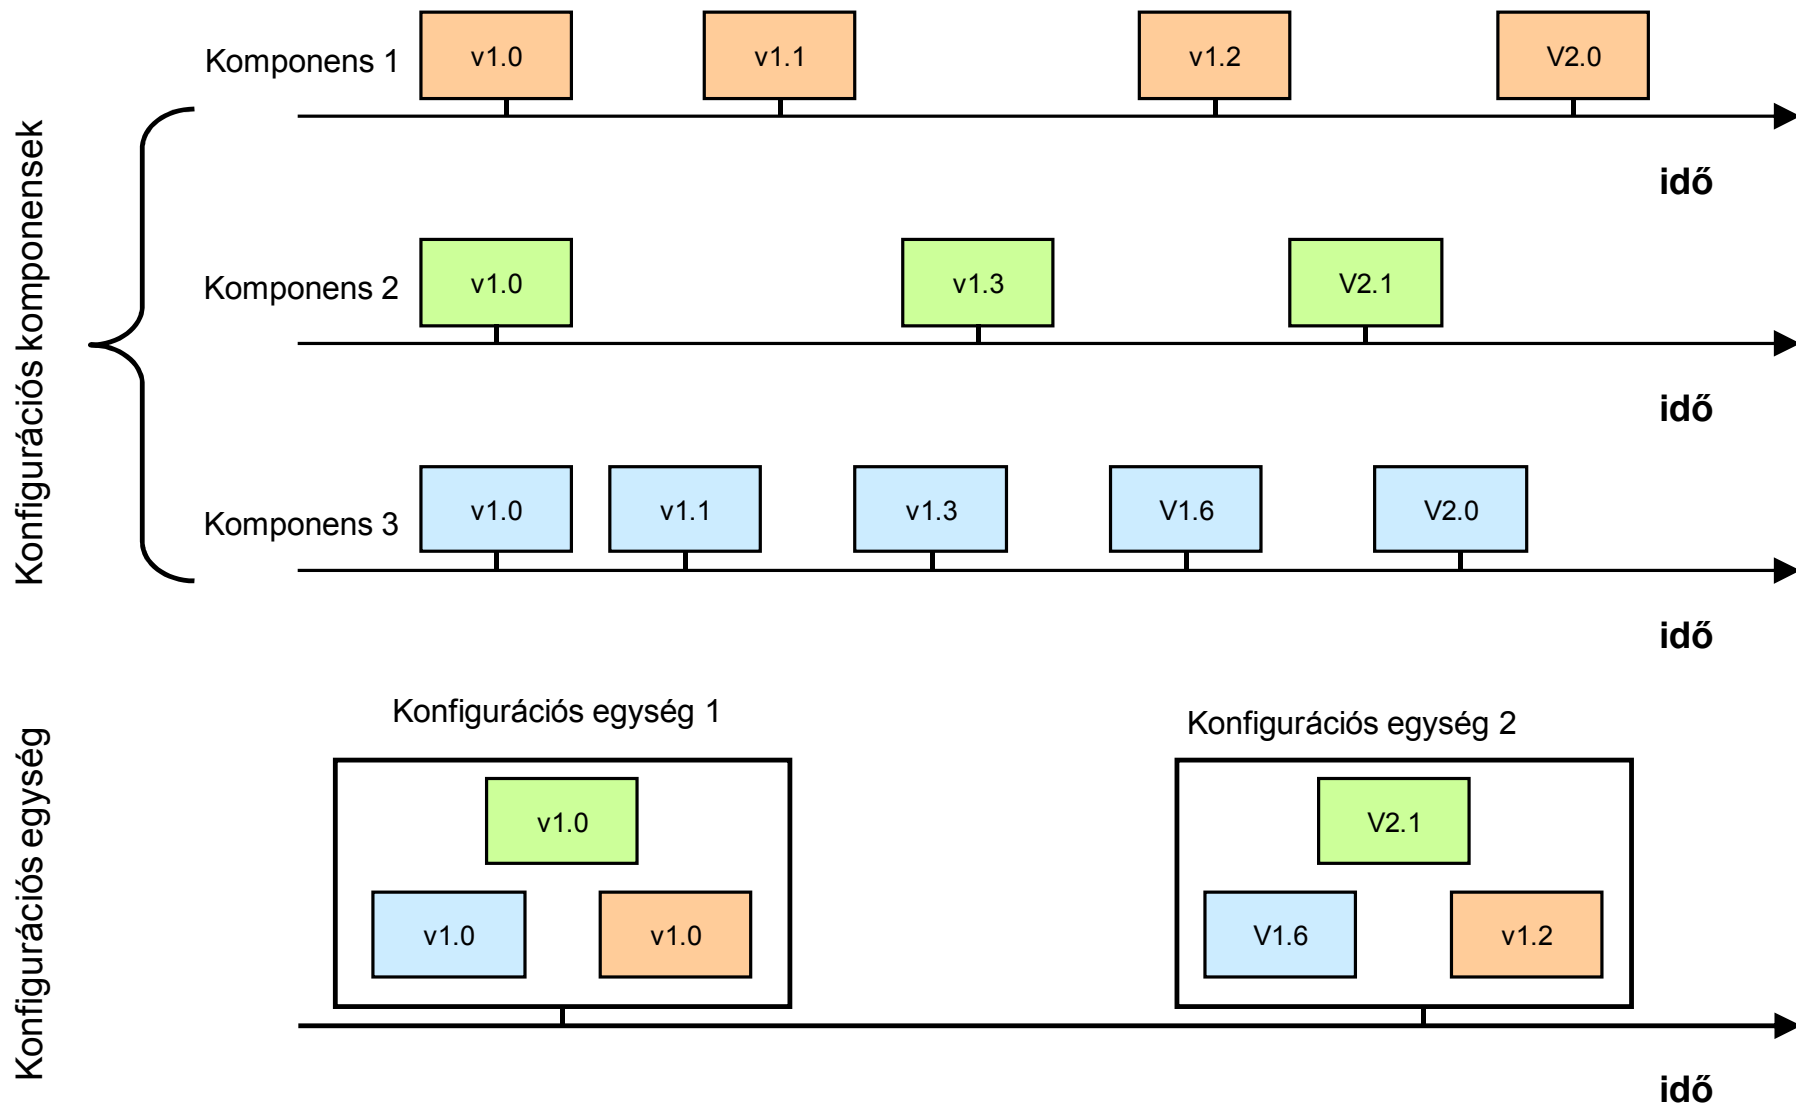 Konfigurációs komponensek
Komponens 1
v1.0
v1.1
v1.2
V2.0
idő
Komponens 2
v1.0
v1.3
V2.1
idő
Komponens 3
v1.0
v1.1
v1.3
V1.6
V2.0
idő
Konfigurációs egység
Konfigurációs egység 1
v1.0
v1.0
v1.0
Konfigurációs egység 2
V2.1
V1.6
v1.2
idő